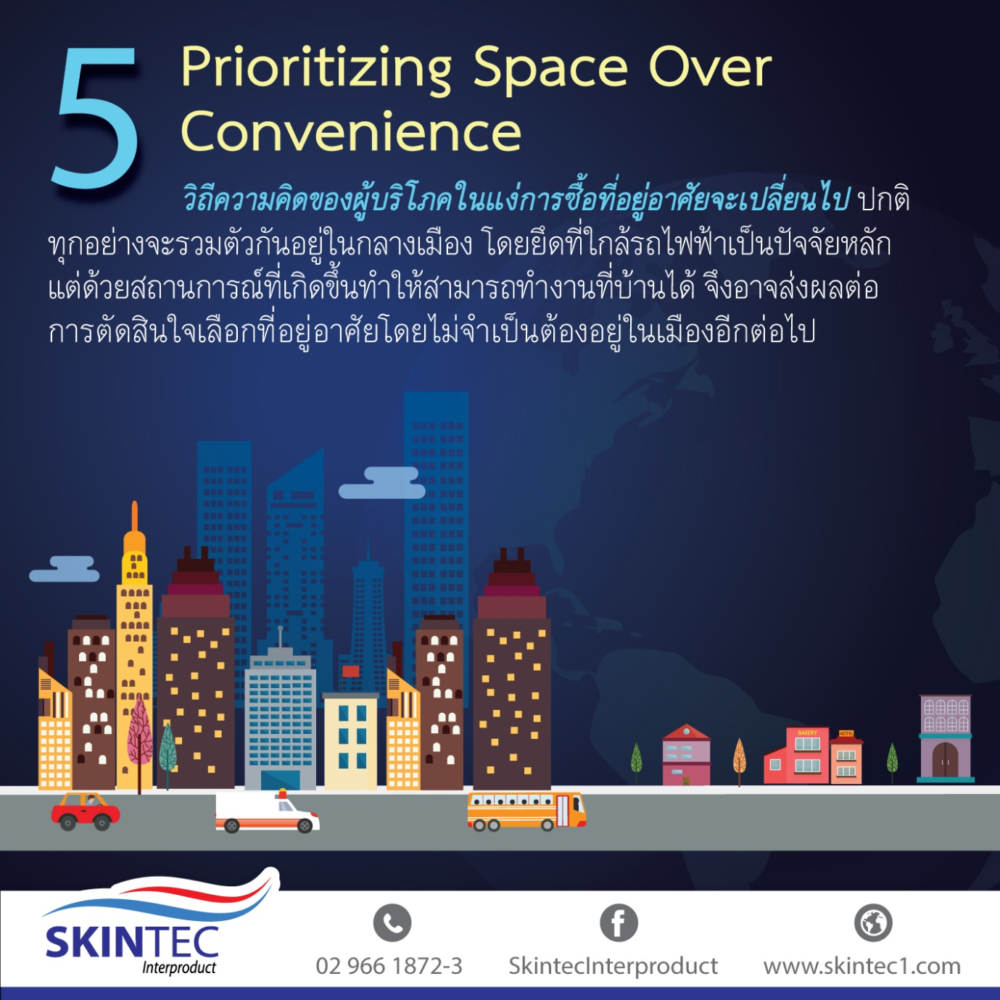 5
Prioritizing Space Over
Convenience
วิถีความคิดของผู้บริโภคในแง่การซื้อที่อยู่อาศัยจะเปลี่ยนไป ปกติ
ทุกอย่างจะรวมตัวกันอยู่ในกลางเมือง โดยยึดที่ใกล้รถไฟฟ้าเป็นปัจจัยหลัก
แต่ด้วยสถานการณ์ที่เกิดขึ้นทำให้สามารถทำงานที่บ้านได้ จึงอาจส่งผลต่อ
การตัดสินใจเลือกที่อยู่อาศัยโดยไม่จำเป็นต้องอยู่ในเมืองอีกต่อไป
BAKERY
HOTEL
SKINTEC
Interproduct
02 966 1872-3
SkintecInterproduct
www.skintec1.com